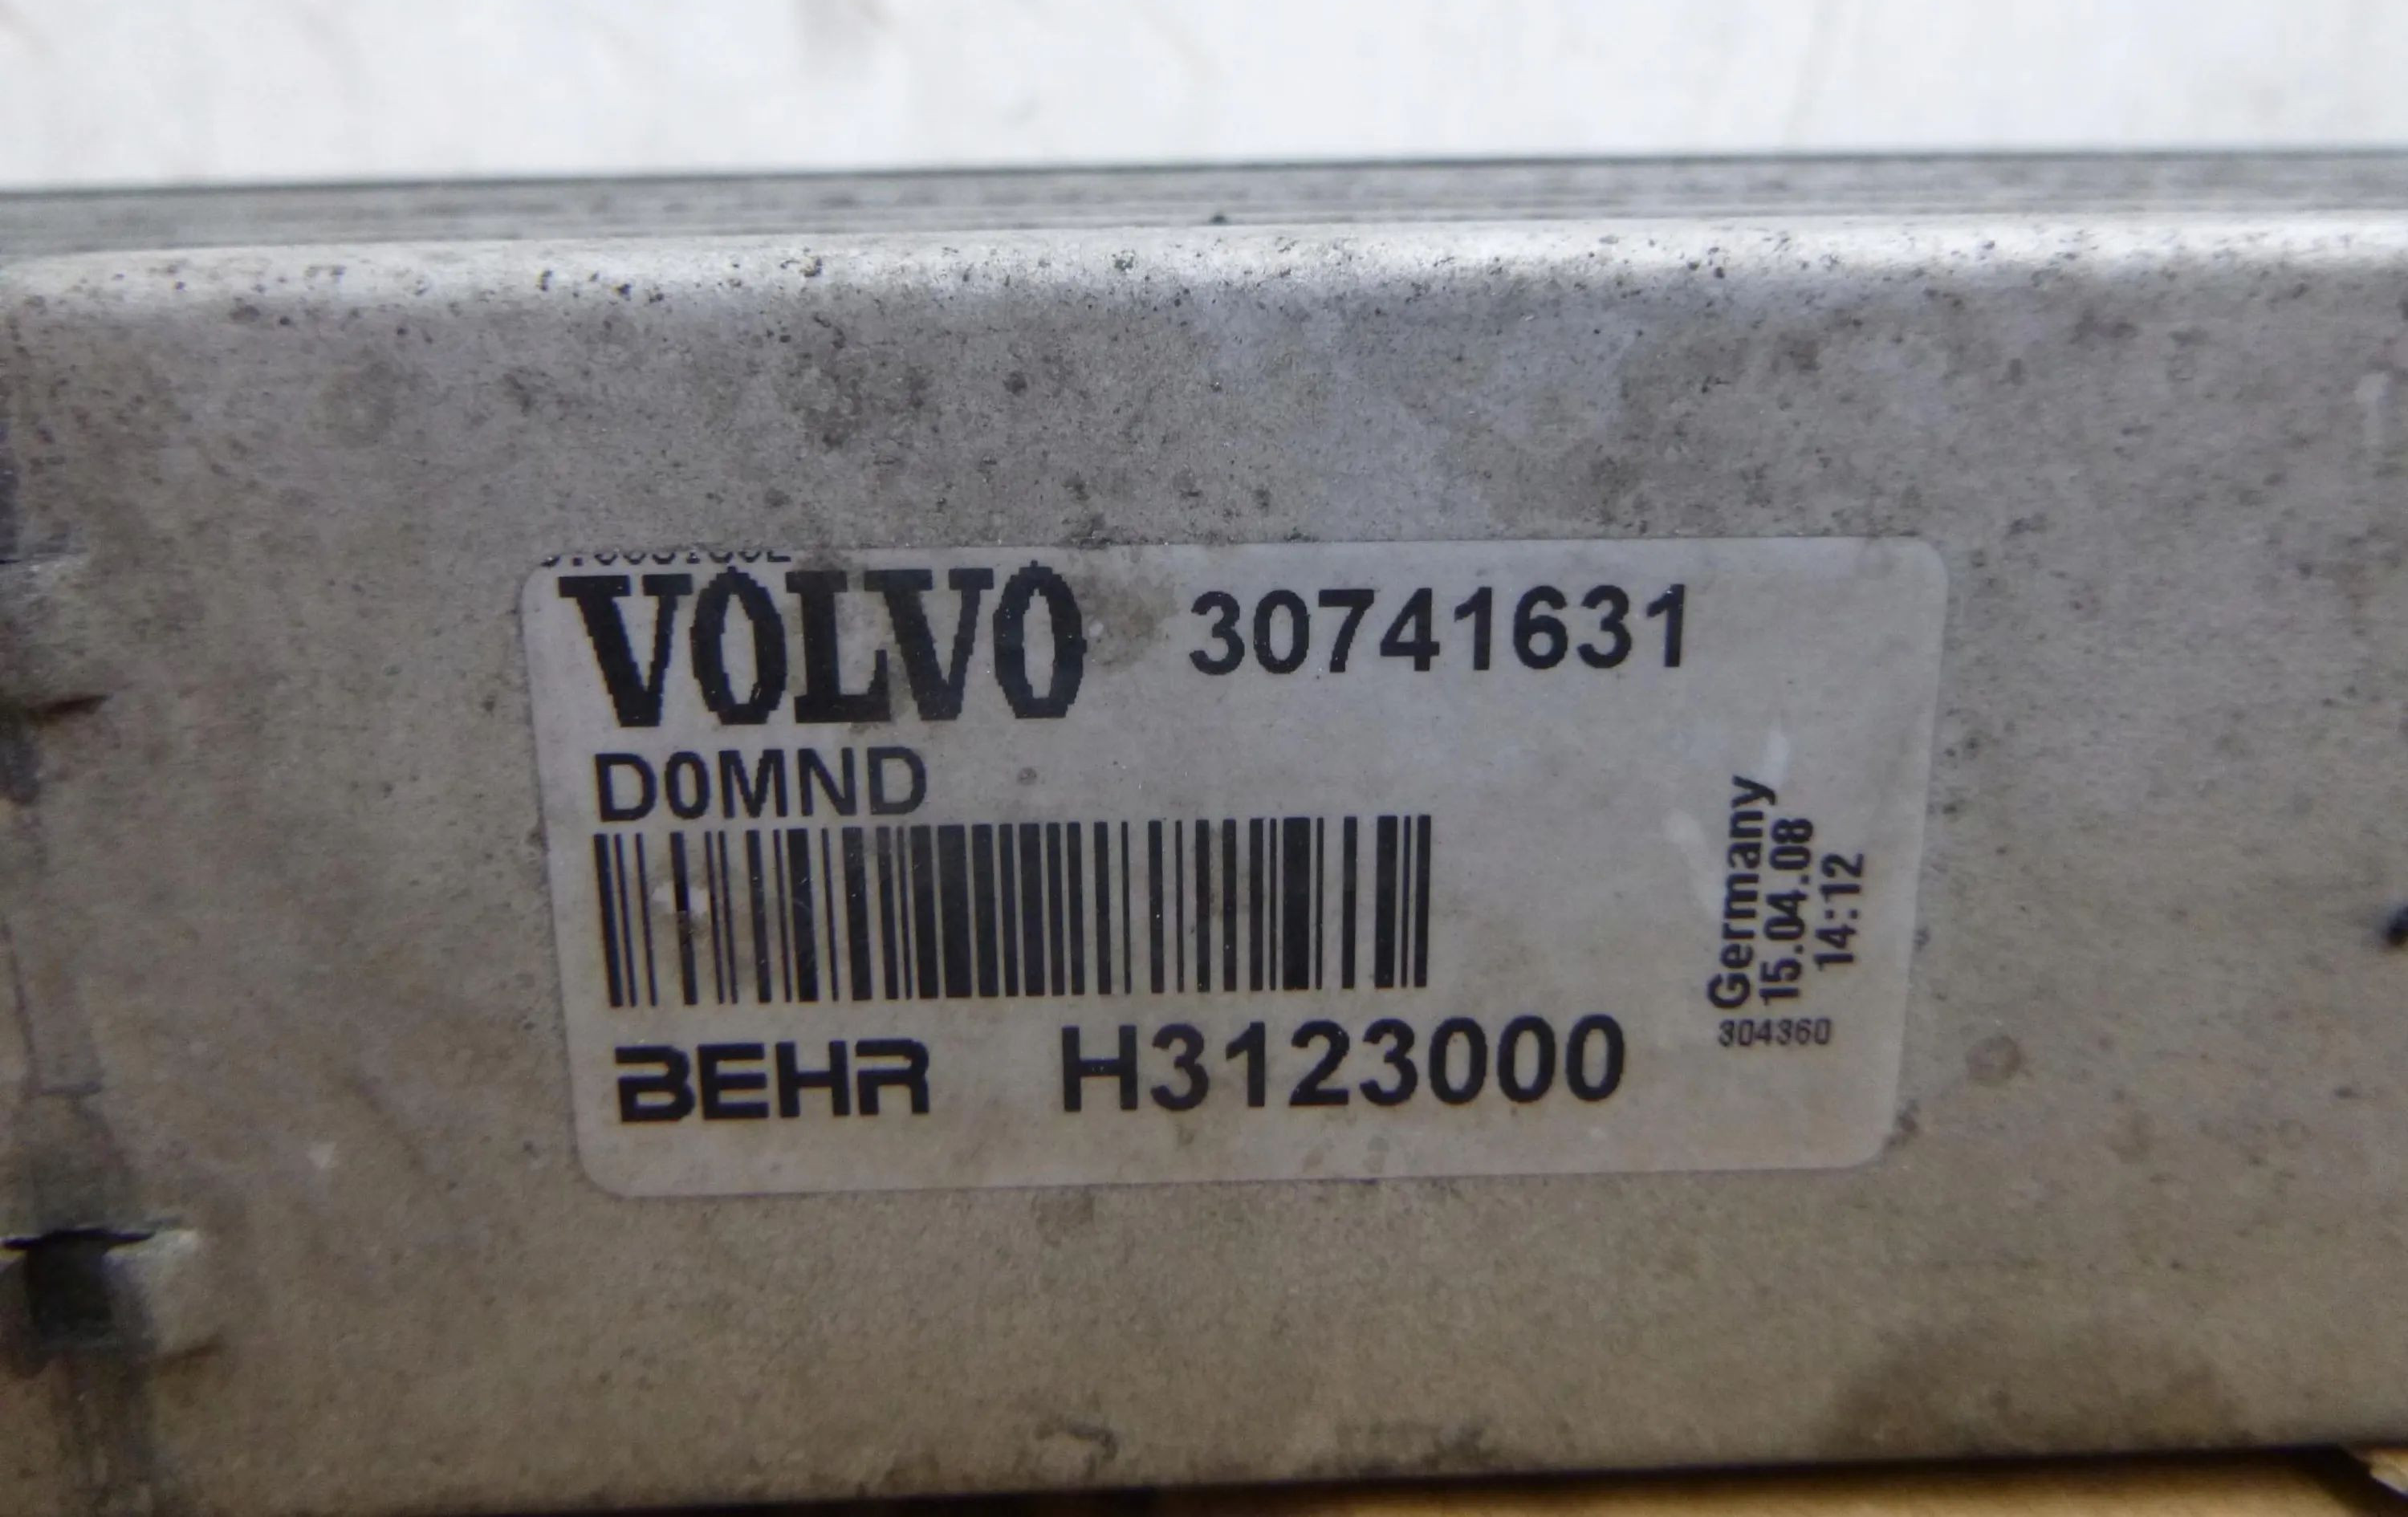 VOLVO 30741631
D0MND
BEHR H3123000
Germany
15.04.08
14:12
304360